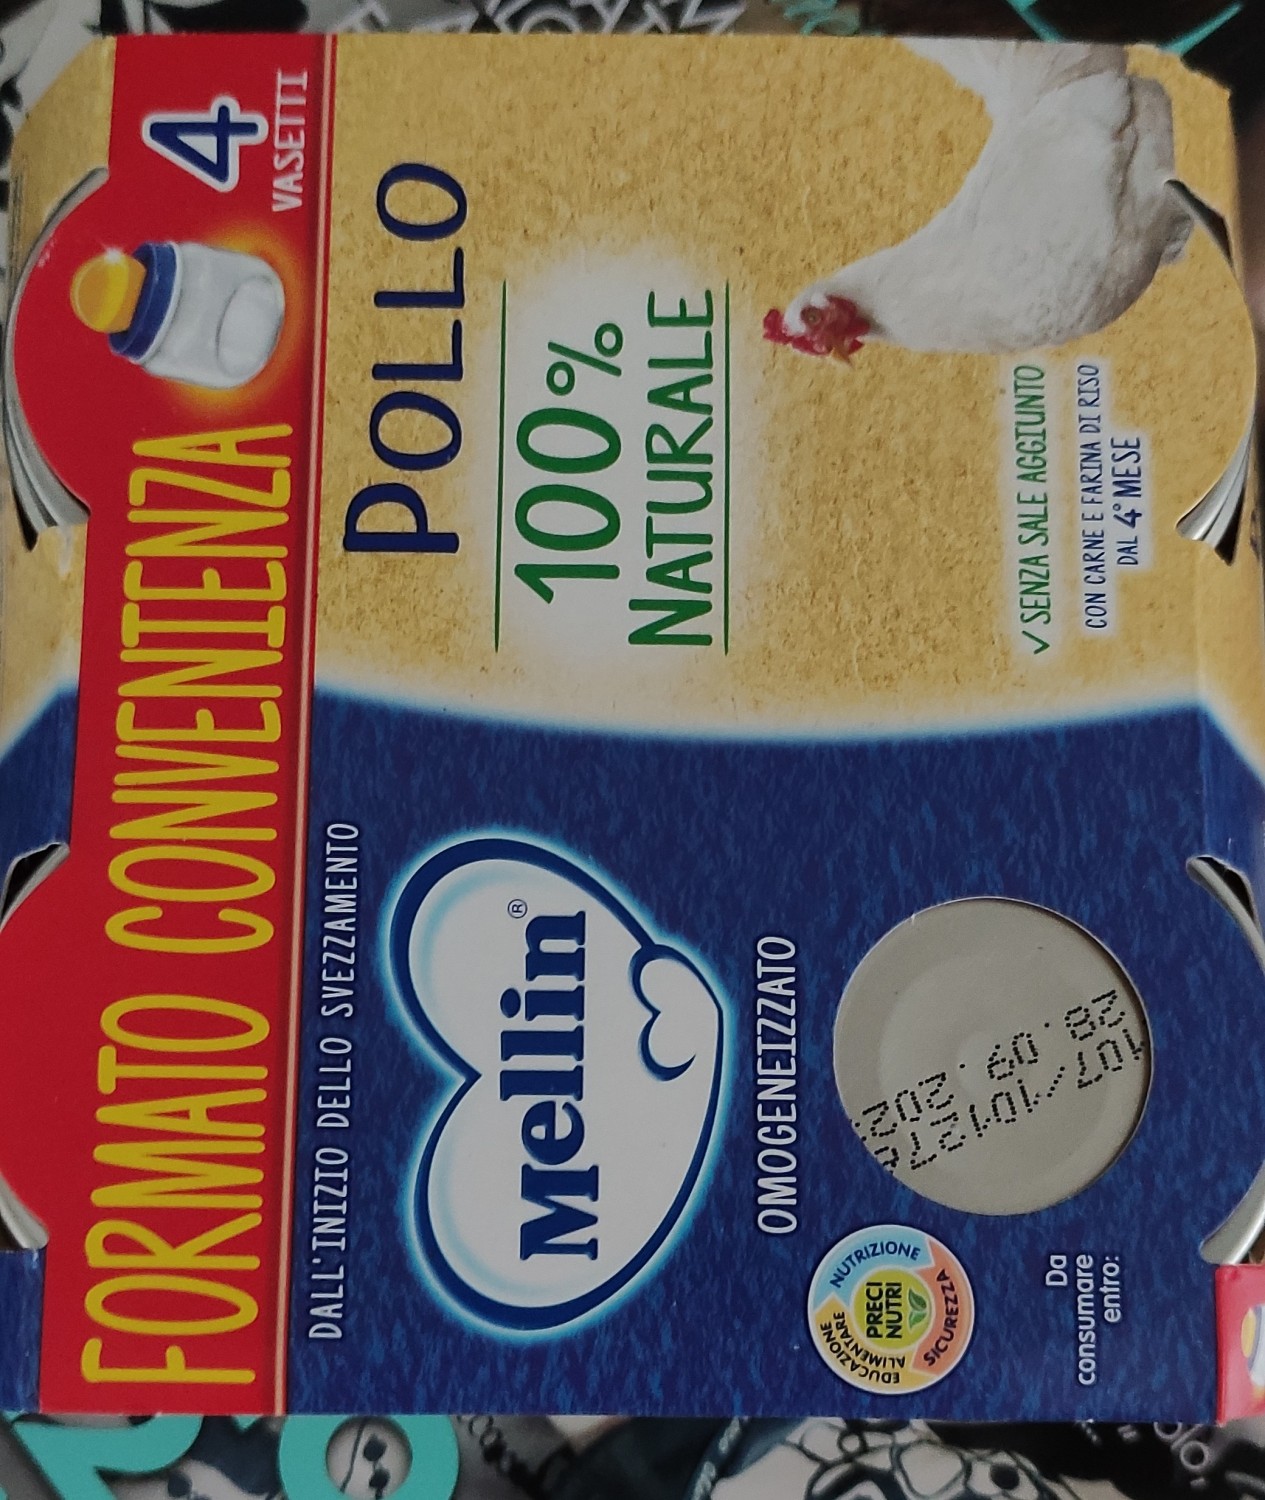 FORMATO CONVENIENZA
4
VASETTI
DALL'INIZIO DELLO SVEZZAMENTO
Mellin®
OMOGENEIZZATO
POLLO
100%
NATURALE
✓ SENZA SALE AGGIUNTO
CON CARNE E FARINA DI RISO
DAL 4° MESE
NUTRIZIONE
SICUREZZA
EDUCAZIONE
ALIMENTARE
PRECI
NUTRI
Da
consumare
entro:
28.09.202